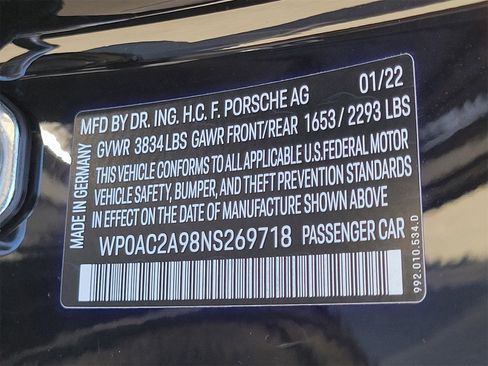 MFD BY DR. ING. H.C. F. PORSCHE AG 01/22
GVWR 3834 LBS GAWR FRONT/REAR 1653 / 2293 LBS
THIS VEHICLE CONFORMS TO ALL APPLICABLE U.S. FEDERAL MOTOR
VEHICLE SAFETY, BUMPER, AND THEFT PREVENTION STANDARDS
IN EFFECT ON THE DATE OF MANUFACTURE SHOWN ABOVE
WP0AC2A98NS269718 PASSENGER CAR
MADE IN GERMANY
992.010.534.D